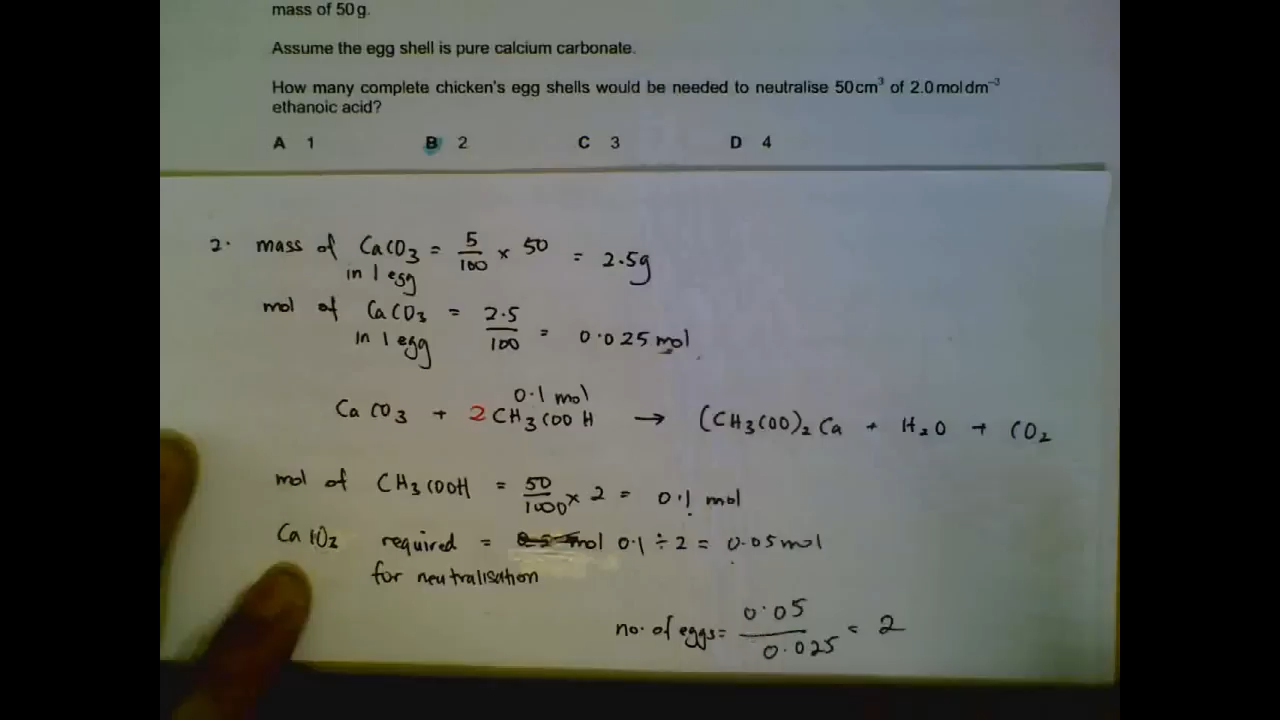 mass of 50 g.
Assume the egg shell is pure calcium carbonate.
How many complete chicken's egg shells would be needed to neutralise 50 cm³ of 2.0 mol dm⁻³
ethanoic acid?
A 1 B 2 C 3 D 4
2. mass of CaCO₃ = 5/100 × 50 = 2.5g
in 1 egg
mol of CaCO₃ = 2.5/100 = 0.025 mol
in 1 egg
0.1 mol
CaCO₃ + 2CH₃COOH → (CH₃COO)₂Ca + H₂O + CO₂
mol of CH₃COOH = 50/1000 × 2 = 0.1 mol
required = mol 0.1 ÷ 2 = 0.05 mol
for neutralisation
no. of eggs = 0.05/0.025 = 2